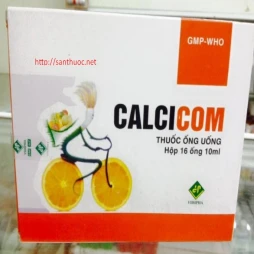 GMP-WHO
http://santhuoc.net
CALCICOM
THUỐC ỐNG UỐNG
Hộp 16 ống 10ml